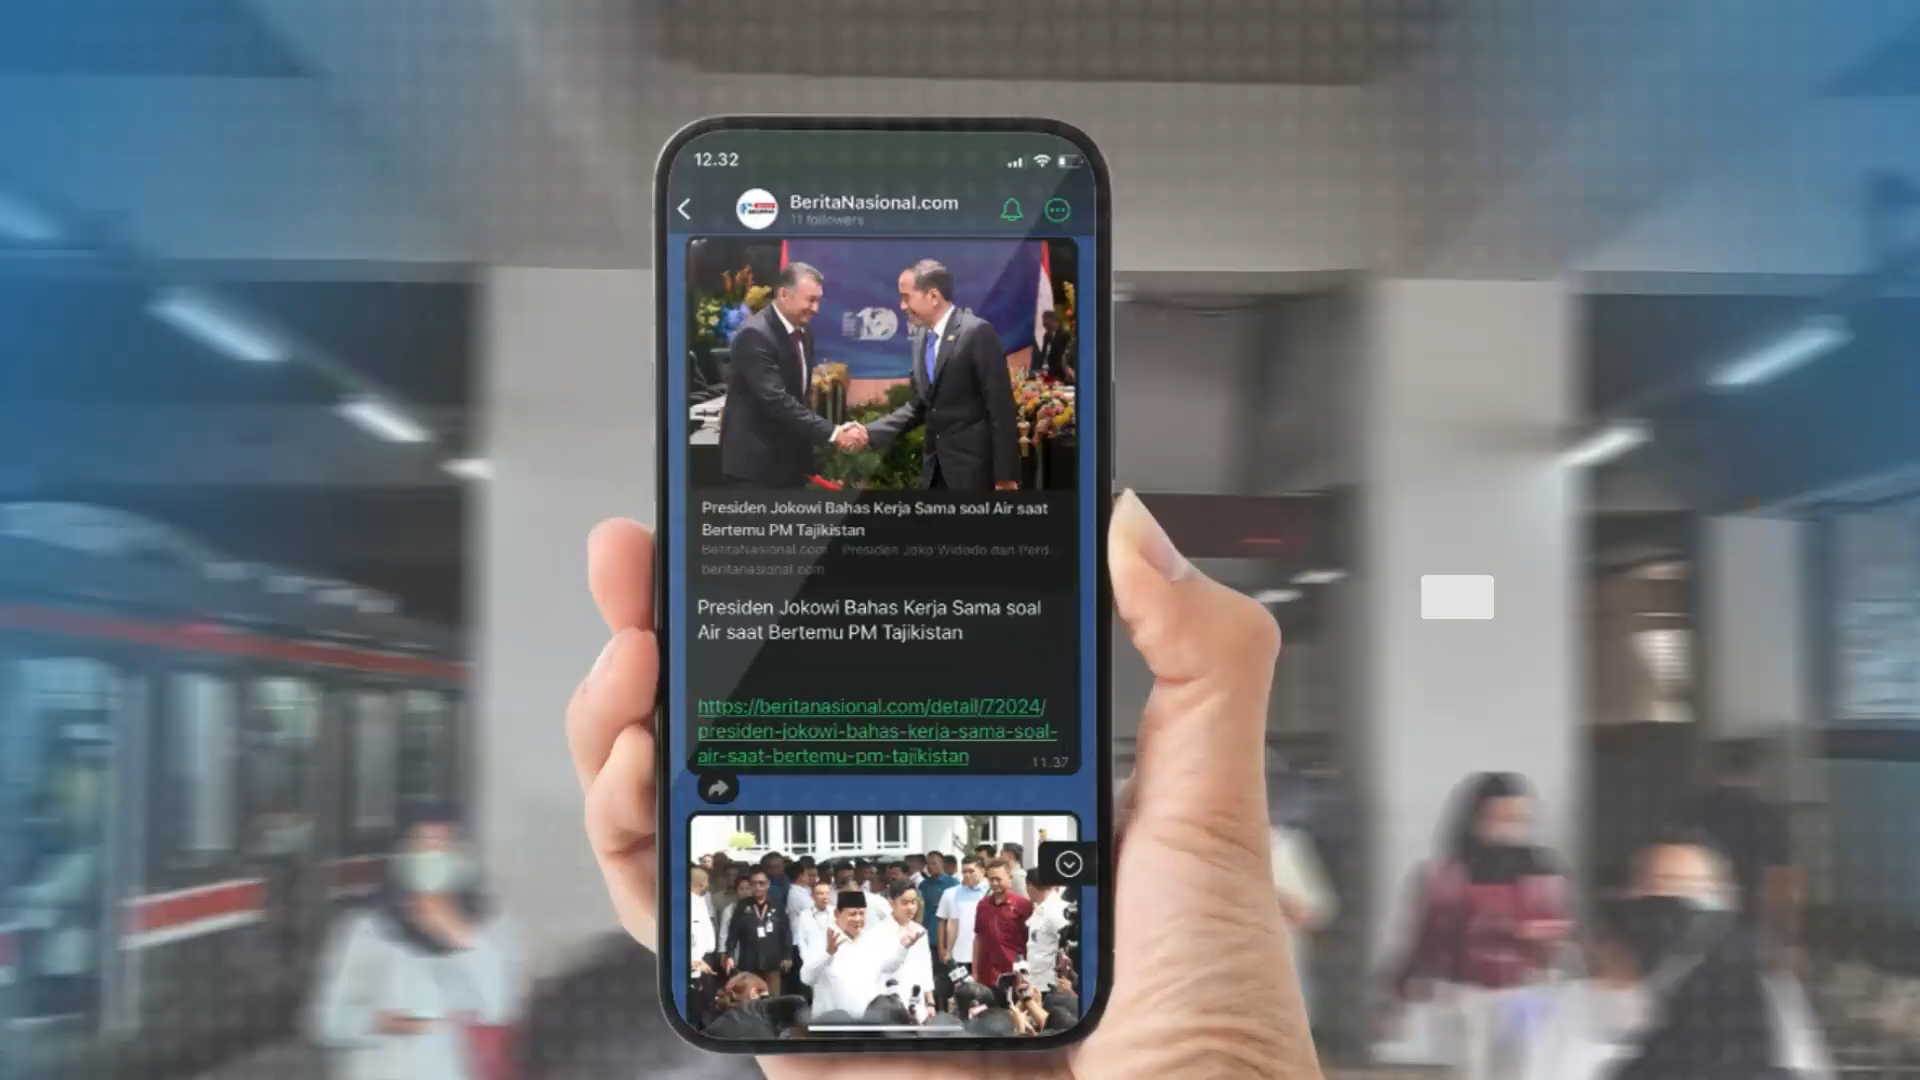 12.32
BeritaNasional.com
11 followers
Presiden Jokowi Bahas Kerja Sama soal Air saat
Bertemu PM Tajikistan
BeritaNasional.com - Presiden Joko Widodo dan Perd...
beritanasional.com
Presiden Jokowi Bahas Kerja Sama soal
Air saat Bertemu PM Tajikistan
https://beritanasional.com/detail/72024/
presiden-jokowi-bahas-kerja-sama-soal-
air-saat-bertemu-pm-tajikistan
11.37